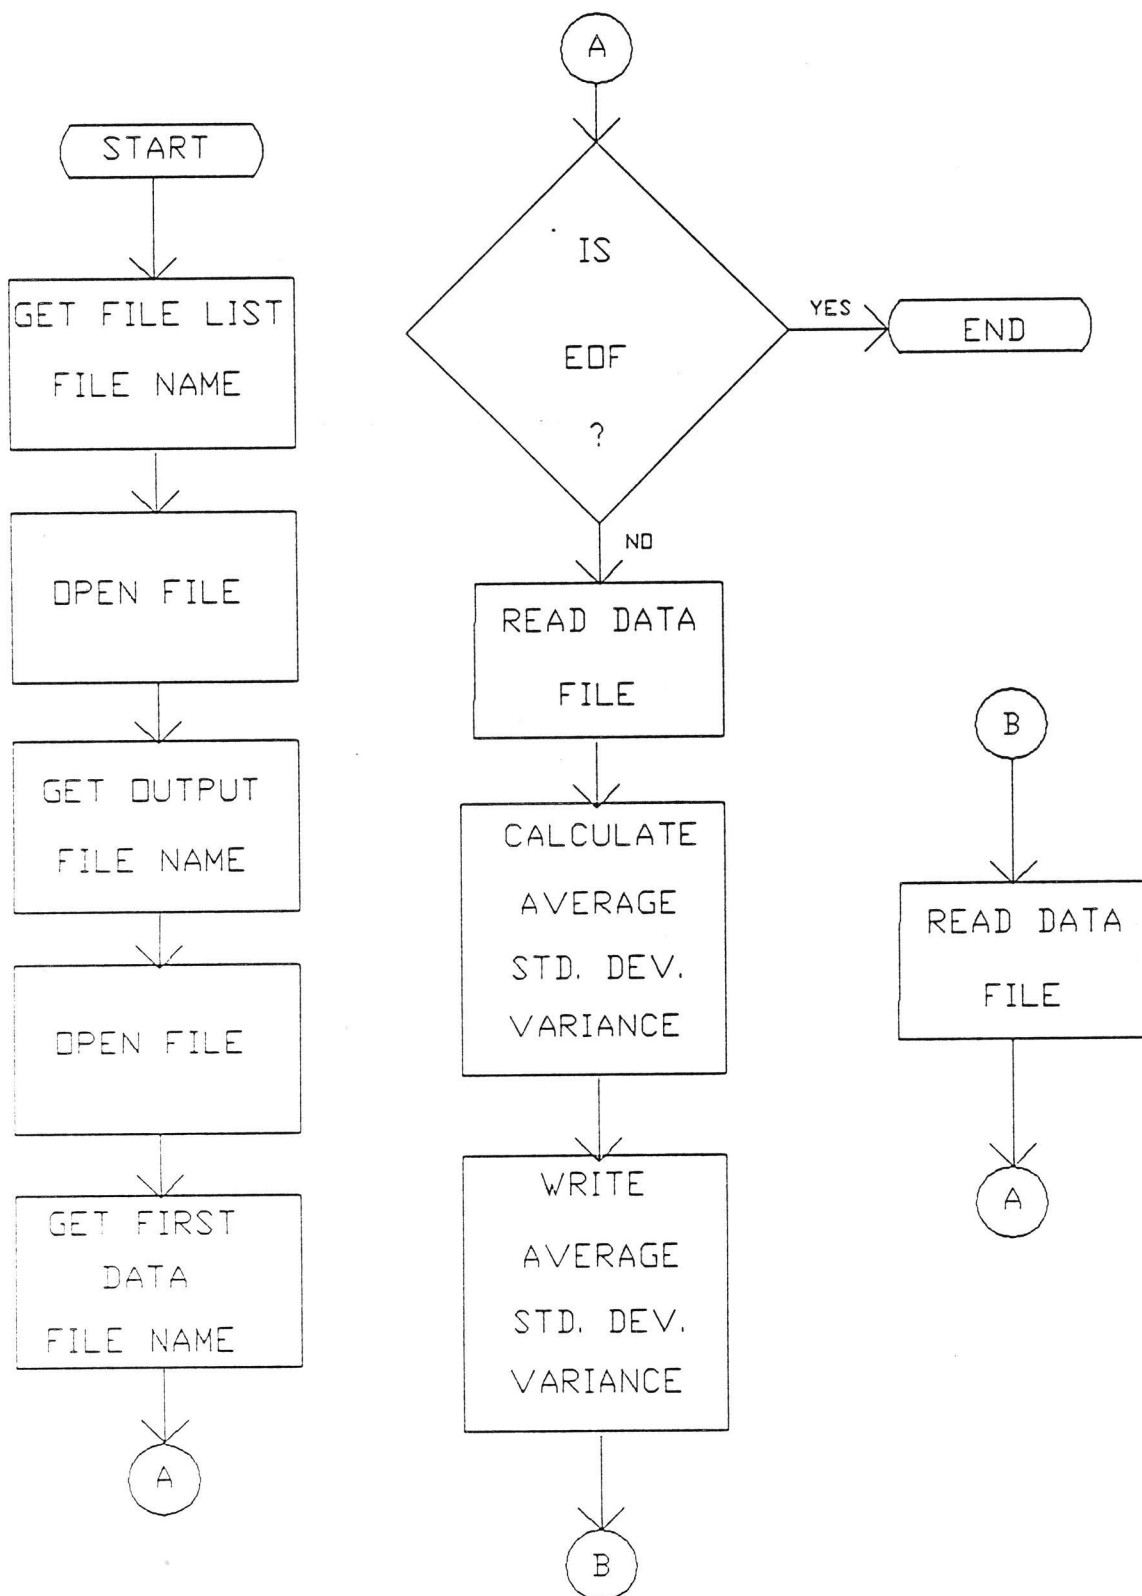 START
GET FILE LIST
FILE NAME
OPEN FILE
GET OUTPUT
FILE NAME
OPEN FILE
GET FIRST
DATA
FILE NAME
A
A
IS
EOF
?
YES
END
NO
READ DATA
FILE
CALCULATE
AVERAGE
STD. DEV.
VARIANCE
WRITE
AVERAGE
STD. DEV.
VARIANCE
B
B
READ DATA
FILE
A